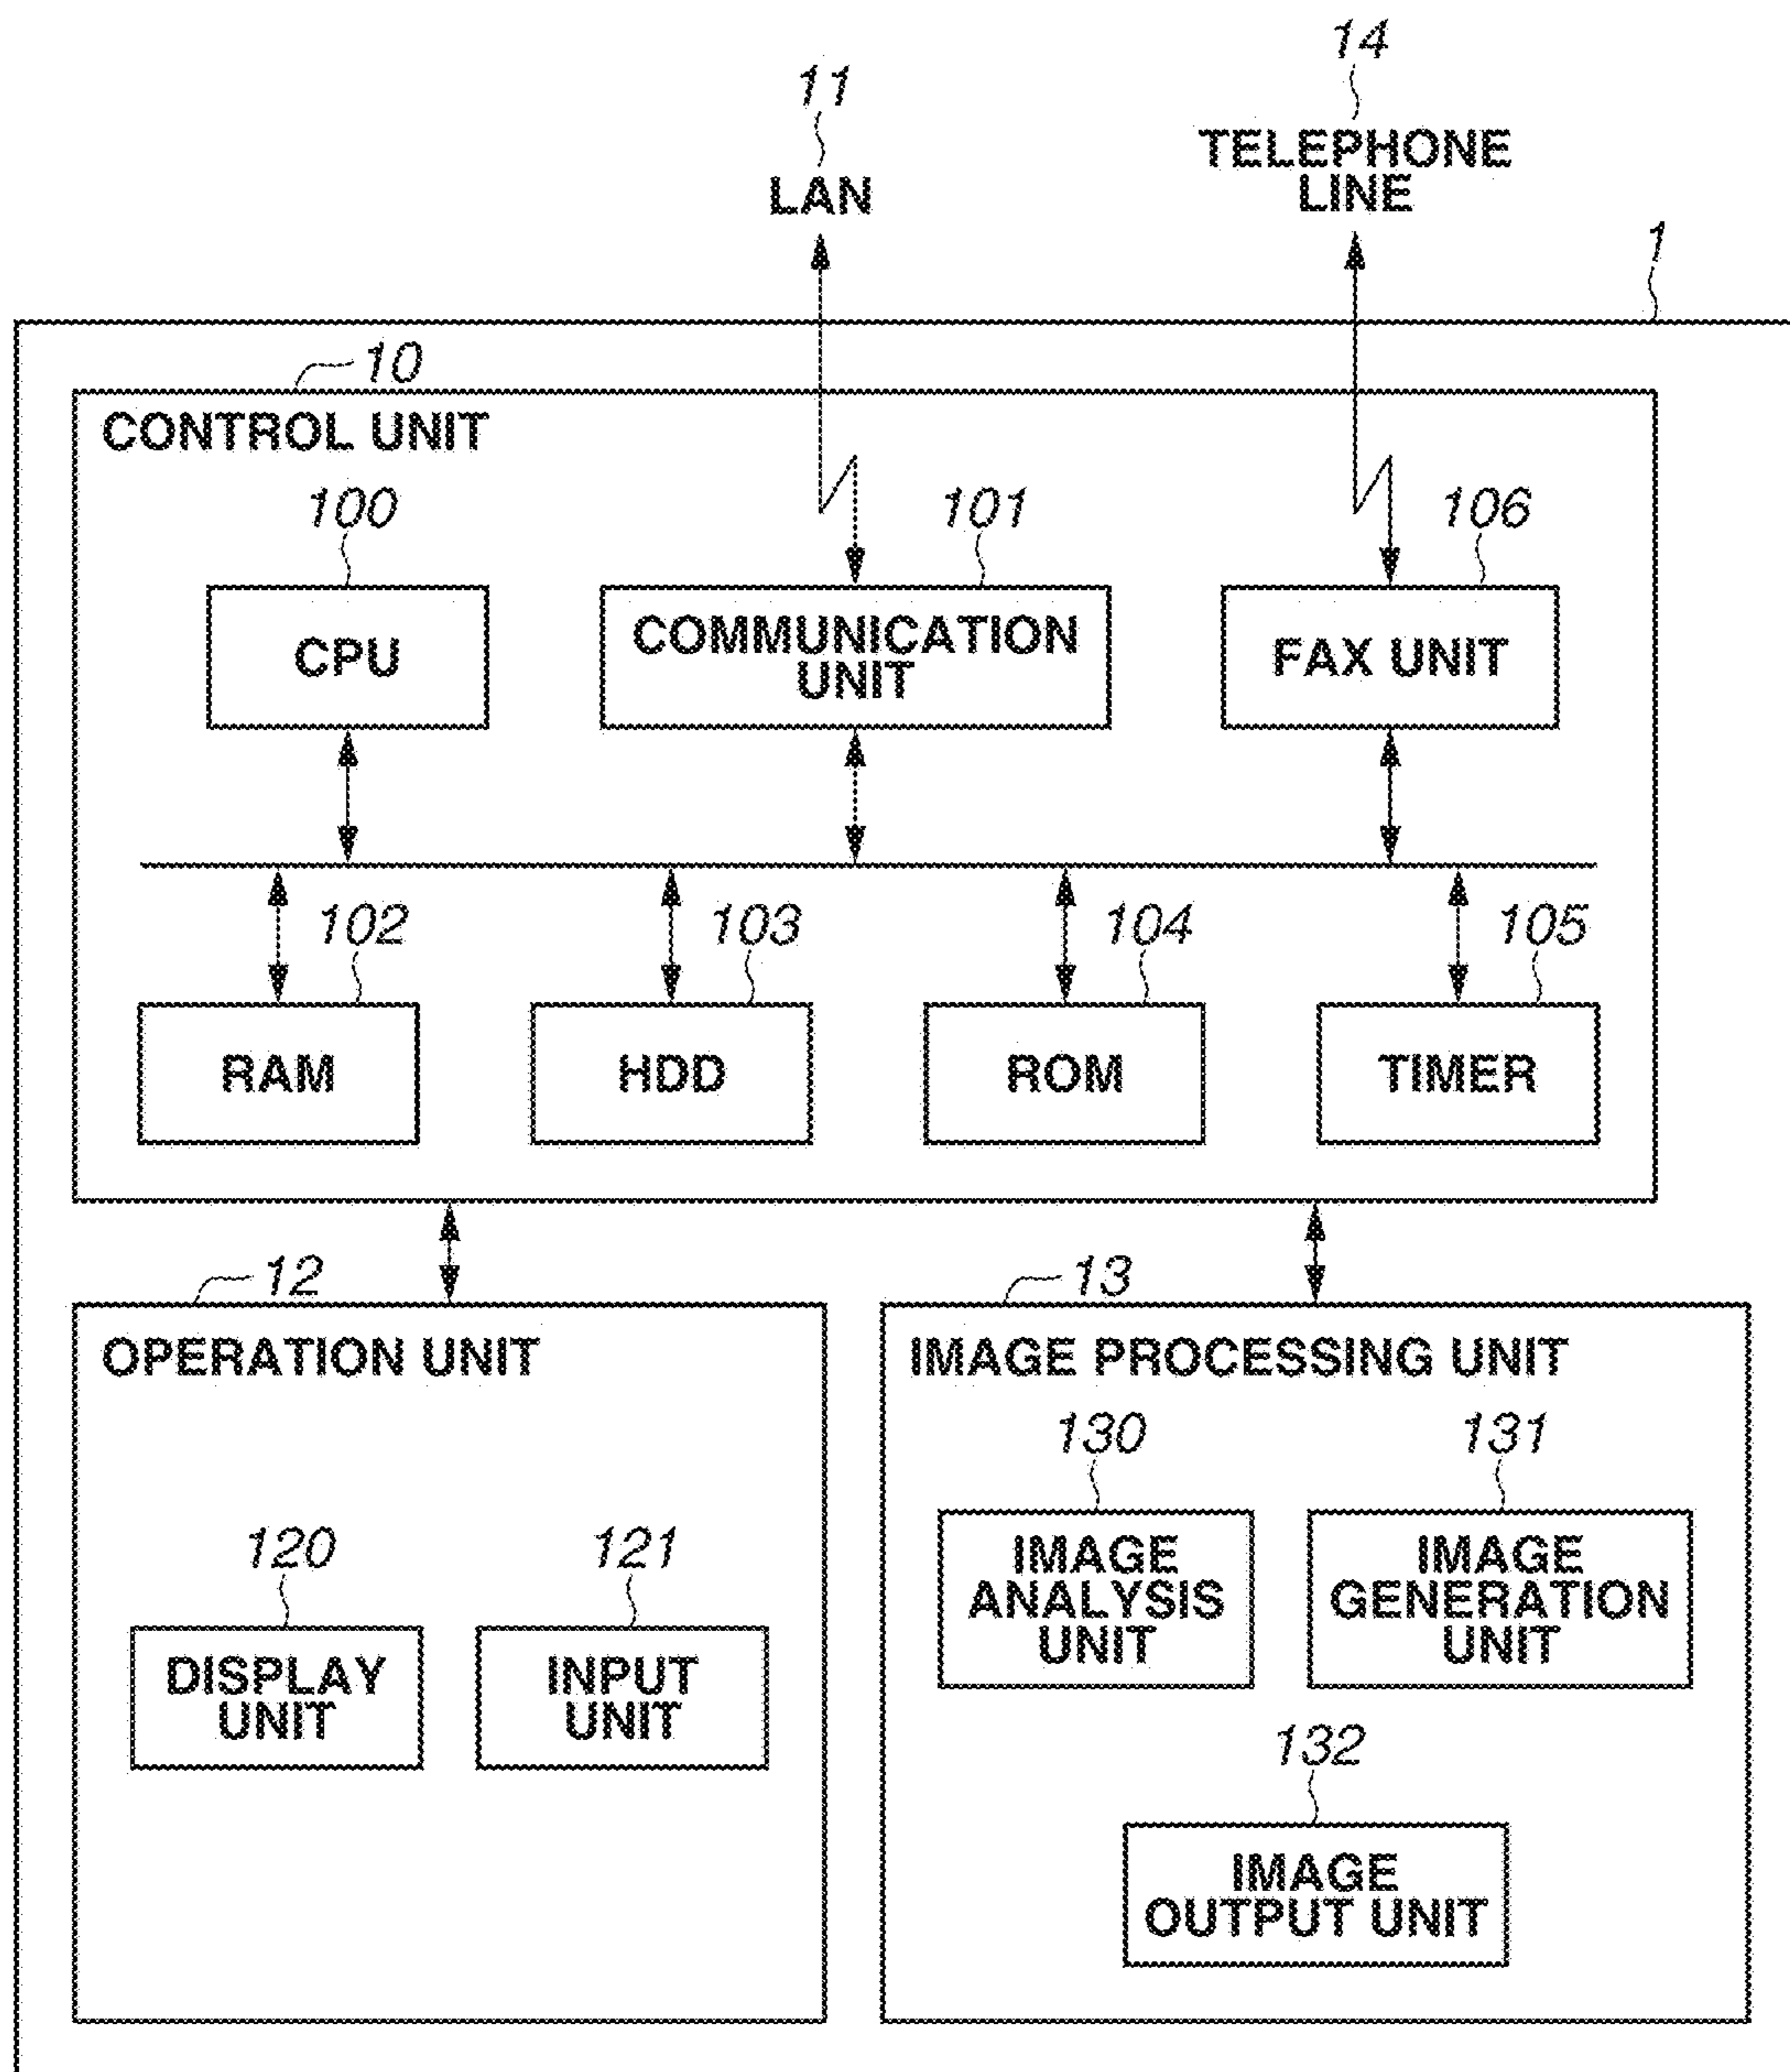 14
11
TELEPHONE
LINE
LAN
1
10
CONTROL UNIT
100
101
106
CPU
COMMUNICATION
UNIT
FAX UNIT
102
103
104
105
RAM
HDD
ROM
TIMER
12
13
OPERATION UNIT
IMAGE PROCESSING UNIT
130
131
IMAGE
ANALYSIS
UNIT
IMAGE
GENERATION
UNIT
120
121
DISPLAY
UNIT
INPUT
UNIT
132
IMAGE
OUTPUT UNIT